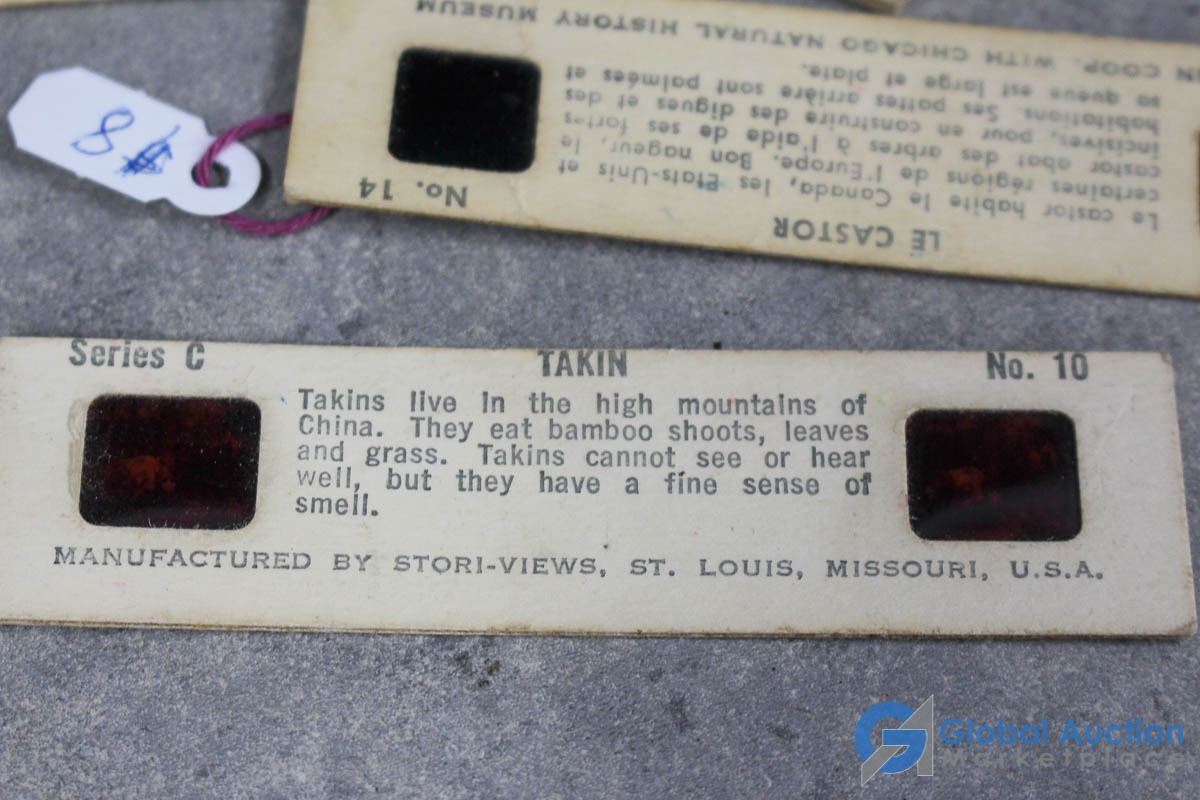 $8
LE CASTOR
No. 14
Le castor habite le Canada, les États-Unis et
certaines régions de l'Europe. Bon nageur, le
castor abat des arbres à l'aide de ses fortes
incisives, pour en construire des digues et des
habitations. Ses pattes arrière sont palmées et
sa queue est large et plate.
N COOP. WITH CHICAGO NATURAL HISTORY MUSEUM
Series C TAKIN No. 10
Takins live in the high mountains of
China. They eat bamboo shoots, leaves
and grass. Takins cannot see or hear
well, but they have a fine sense of
smell.
MANUFACTURED BY STORI-VIEWS, ST. LOUIS, MISSOURI, U.S.A.
Global Auction
Marketplace